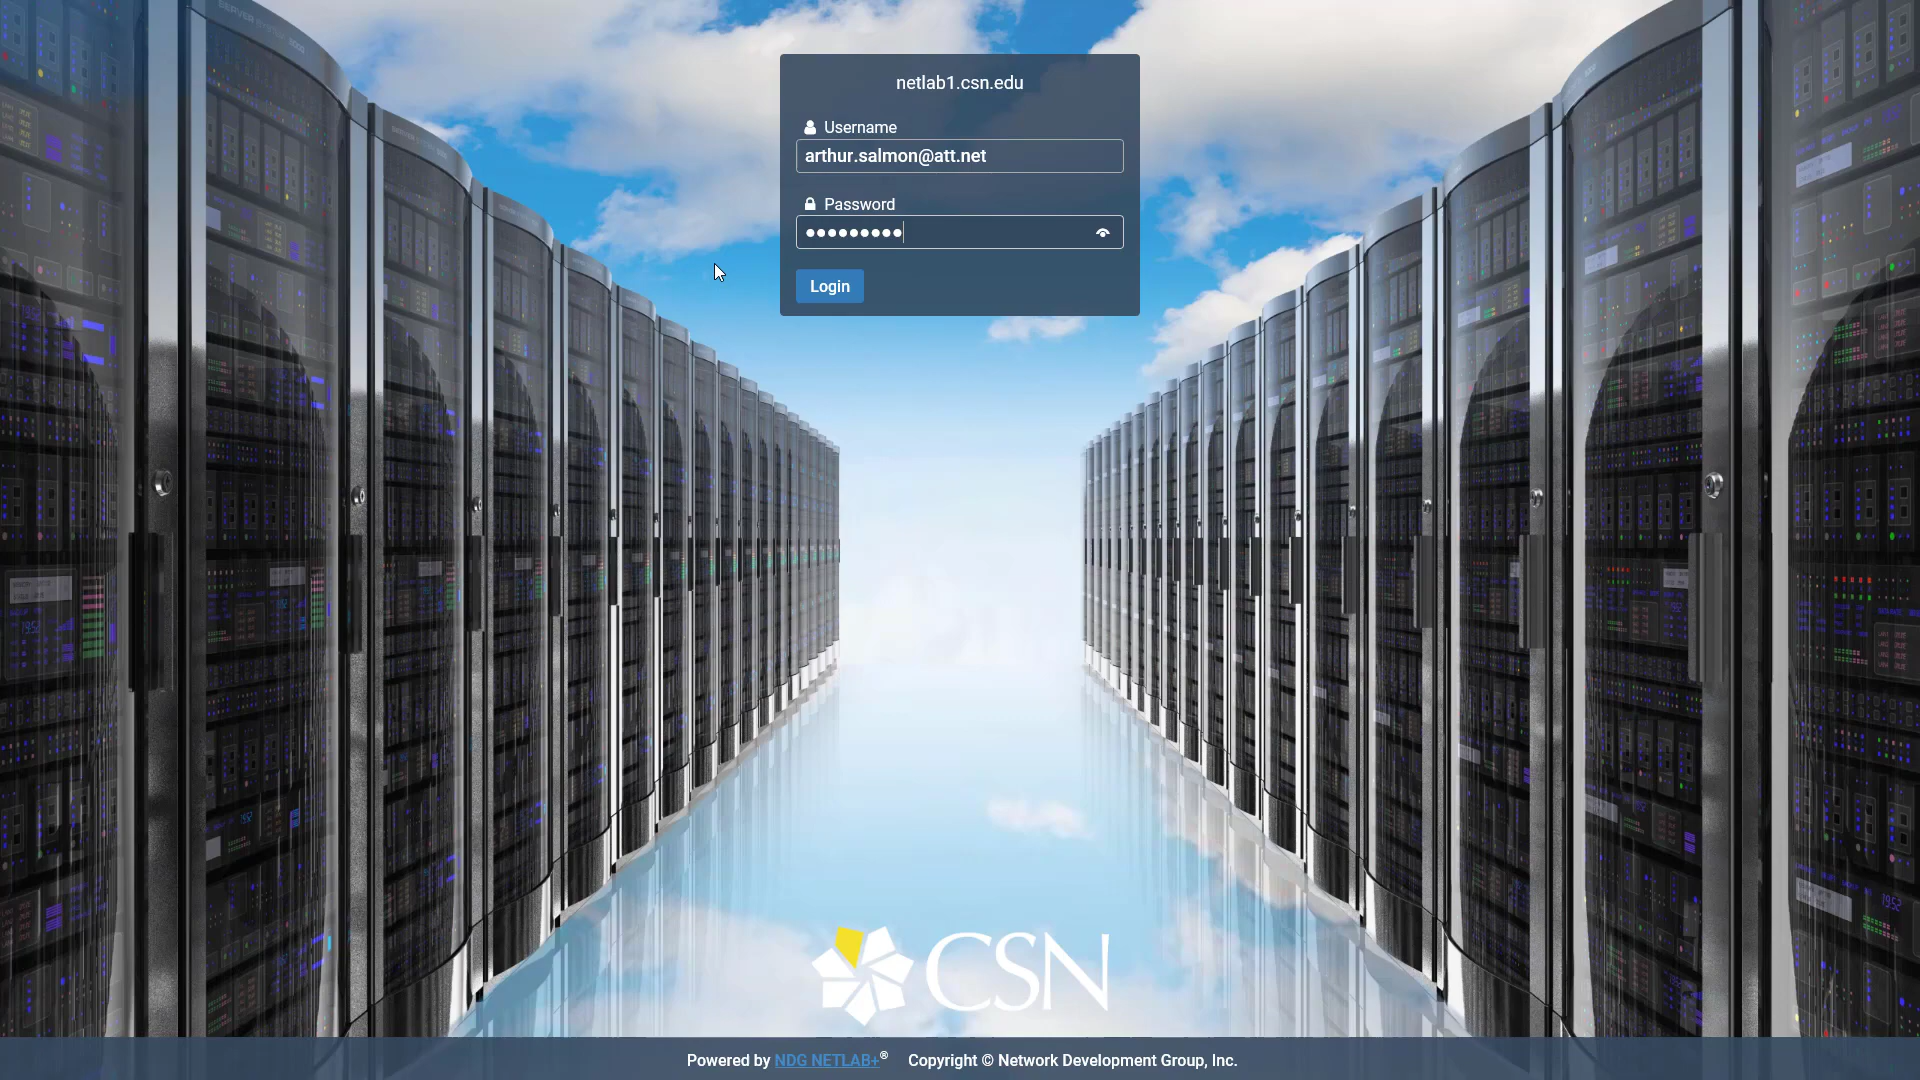 netlab1.csn.edu
Username
arthur.salmon@att.net
Password
●●●●●●●●●
Login
CSN
Powered by NDG NETLAB+® Copyright © Network Development Group, Inc.